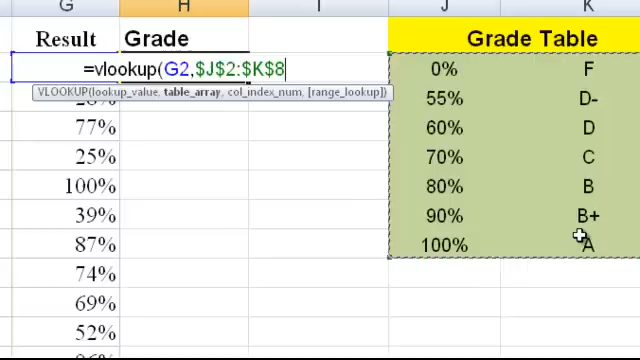 G H I J K
Result Grade Grade Table
=vlookup(G2,$J$2:$K$8 0% F
VLOOKUP(lookup_value, table_array, col_index_num, [range_lookup])
55% D-
77% 60% D
25% 70% C
100% 80% B
39% 90% B+
87% 100% A
74%
69%
52%